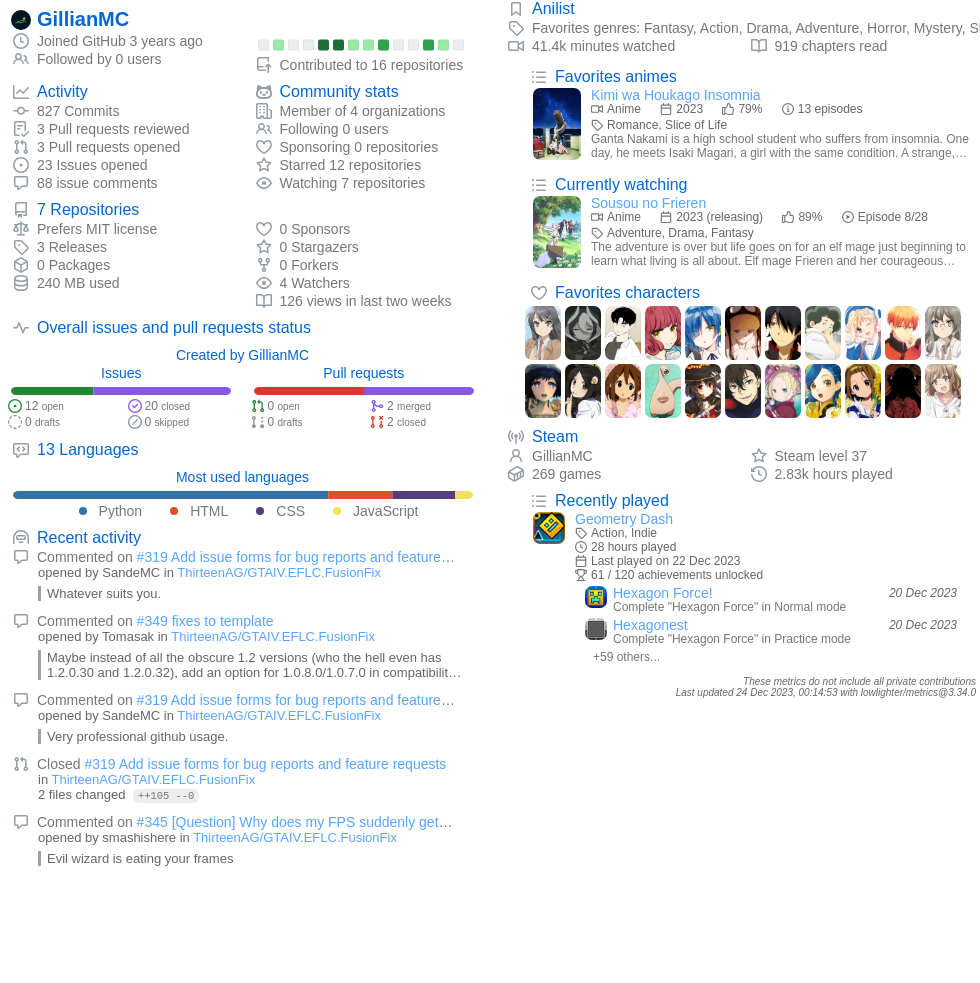 GillianMC
Joined GitHub 3 years ago
Followed by 0 users
Contributed to 16 repositories
Activity
827 Commits
3 Pull requests reviewed
3 Pull requests opened
23 Issues opened
88 issue comments
Community stats
Member of 4 organizations
Following 0 users
Sponsoring 0 repositories
Starred 12 repositories
Watching 7 repositories
7 Repositories
Prefers MIT license
3 Releases
0 Packages
240 MB used
0 Sponsors
0 Stargazers
0 Forkers
4 Watchers
126 views in last two weeks
Overall issues and pull requests status
Created by GillianMC
Issues
12 open
20 closed
0 drafts
0 skipped
Pull requests
0 open
2 merged
0 drafts
2 closed
13 Languages
Most used languages
Python HTML CSS JavaScript
Recent activity
Commented on #319 Add issue forms for bug reports and feature…
opened by SandeMC in ThirteenAG/GTAIV.EFLC.FusionFix
Whatever suits you.
Commented on #349 fixes to template
opened by Tomasak in ThirteenAG/GTAIV.EFLC.FusionFix
Maybe instead of all the obscure 1.2 versions (who the hell even has
1.2.0.30 and 1.2.0.32), add an option for 1.0.8.0/1.0.7.0 in compatibilit…
Commented on #319 Add issue forms for bug reports and feature…
opened by SandeMC in ThirteenAG/GTAIV.EFLC.FusionFix
Very professional github usage.
Closed #319 Add issue forms for bug reports and feature requests
in ThirteenAG/GTAIV.EFLC.FusionFix
2 files changed ++105 --0
Commented on #345 [Question] Why does my FPS suddenly get…
opened by smashishere in ThirteenAG/GTAIV.EFLC.FusionFix
Evil wizard is eating your frames
Anilist
Favorites genres: Fantasy, Action, Drama, Adventure, Horror, Mystery,
41.4k minutes watched
919 chapters read
Favorites animes
Kimi wa Houkago Insomnia
Anime 2023 79% 13 episodes
Romance, Slice of Life
Ganta Nakami is a high school student who suffers from insomnia. One
day, he meets Isaki Magari, a girl with the same condition. A strange,…
Currently watching
Sousou no Frieren
Anime 2023 (releasing) 89% Episode 8/28
Adventure, Drama, Fantasy
The adventure is over but life goes on for an elf mage just beginning to
learn what living is all about. Elf mage Frieren and her courageous…
Favorites characters
Steam
GillianMC
Steam level 37
269 games
2.83k hours played
Recently played
Geometry Dash
Action, Indie
28 hours played
Last played on 22 Dec 2023
61 / 120 achievements unlocked
Hexagon Force! 20 Dec 2023
Complete "Hexagon Force" in Normal mode
Hexagonest 20 Dec 2023
Complete "Hexagon Force" in Practice mode
+59 others...
These metrics do not include all private contributions
Last updated 24 Dec 2023, 00:14:53 with lowlighter/metrics@3.34.0